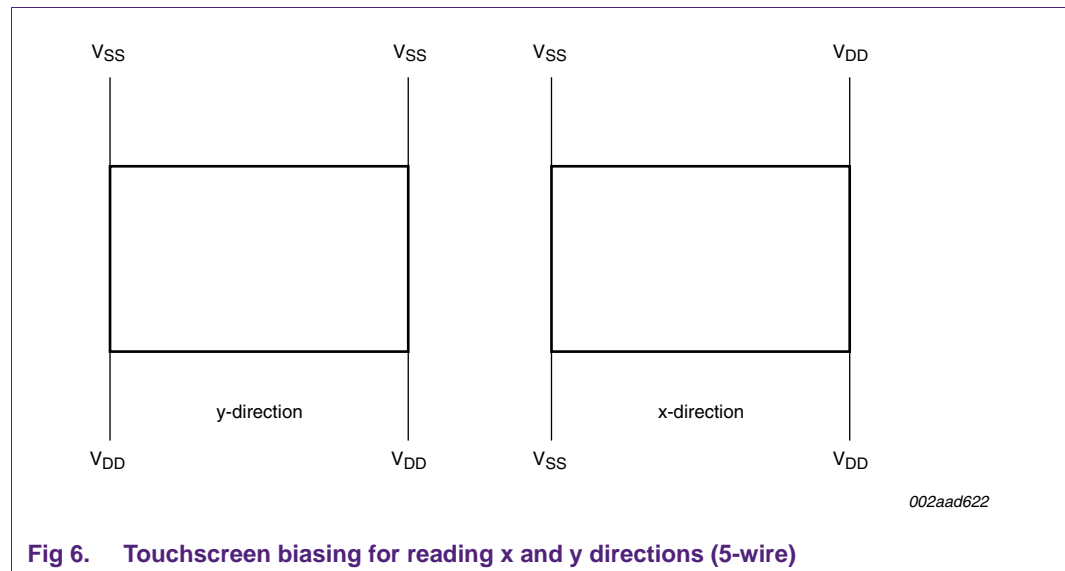 VSS VSS VSS VDD
y-direction x-direction
VDD VDD VSS VDD
002aad622
Fig 6. Touchscreen biasing for reading x and y directions (5-wire)